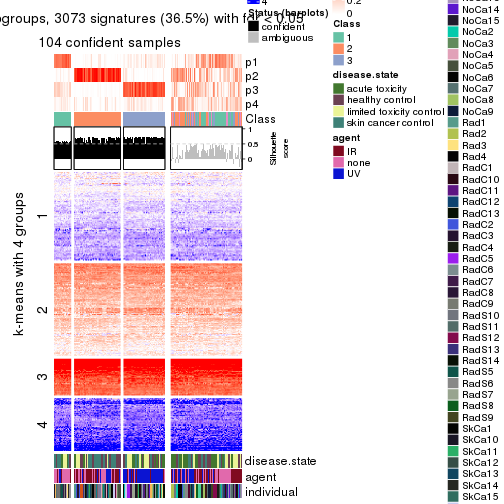 groups, 3073 signatures (36.5%) with fdr < 0.05
104 confident samples
p1
p2
p3
p4
Class
1
0.5
0
Silhouette
score
k-means with 4 groups
1
2
3
4
disease.state
agent
individual
4
0.2
0
Status (barplots)
confident
ambiguous
Class
1
2
3
disease.state
acute toxicity
healthy control
limited toxicity control
skin cancer control
agent
IR
none
UV
NoCa14
NoCa15
NoCa2
NoCa3
NoCa4
NoCa5
NoCa6
NoCa7
NoCa8
NoCa9
Rad1
Rad2
Rad3
Rad4
RadC1
RadC10
RadC11
RadC12
RadC13
RadC2
RadC3
RadC4
RadC5
RadC6
RadC7
RadC8
RadC9
RadS10
RadS11
RadS12
RadS13
RadS14
RadS5
RadS6
RadS7
RadS8
RadS9
SkCa1
SkCa10
SkCa11
SkCa12
SkCa13
SkCa14
SkCa15